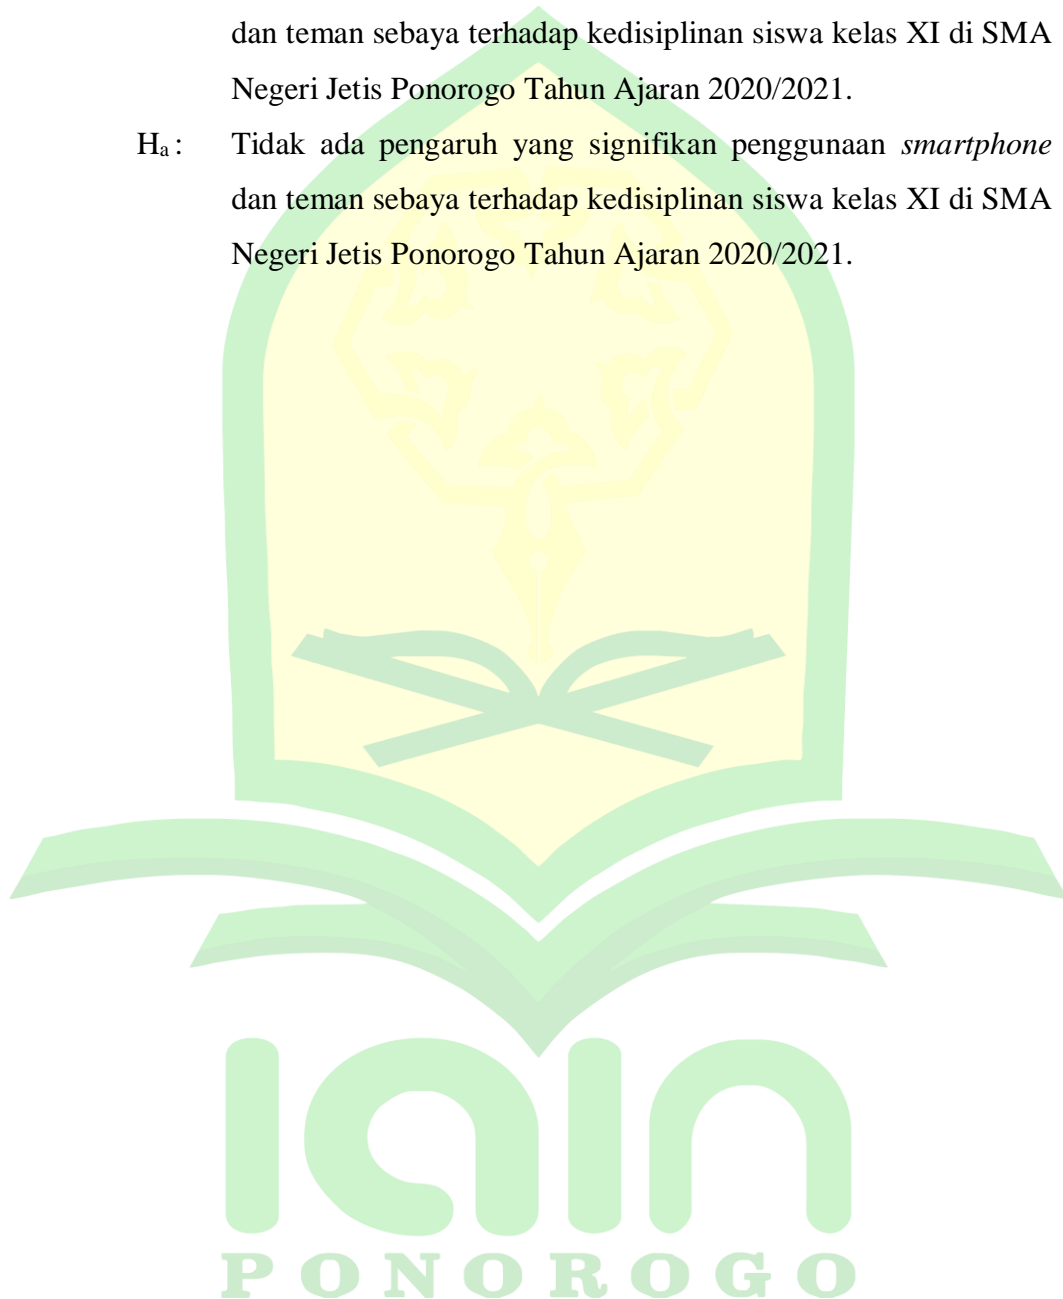 dan teman sebaya terhadap kedisiplinan siswa kelas XI di SMA
Negeri Jetis Ponorogo Tahun Ajaran 2020/2021.
Hₐ : Tidak ada pengaruh yang signifikan penggunaan smartphone
dan teman sebaya terhadap kedisiplinan siswa kelas XI di SMA
Negeri Jetis Ponorogo Tahun Ajaran 2020/2021.
iain
PONOROGO